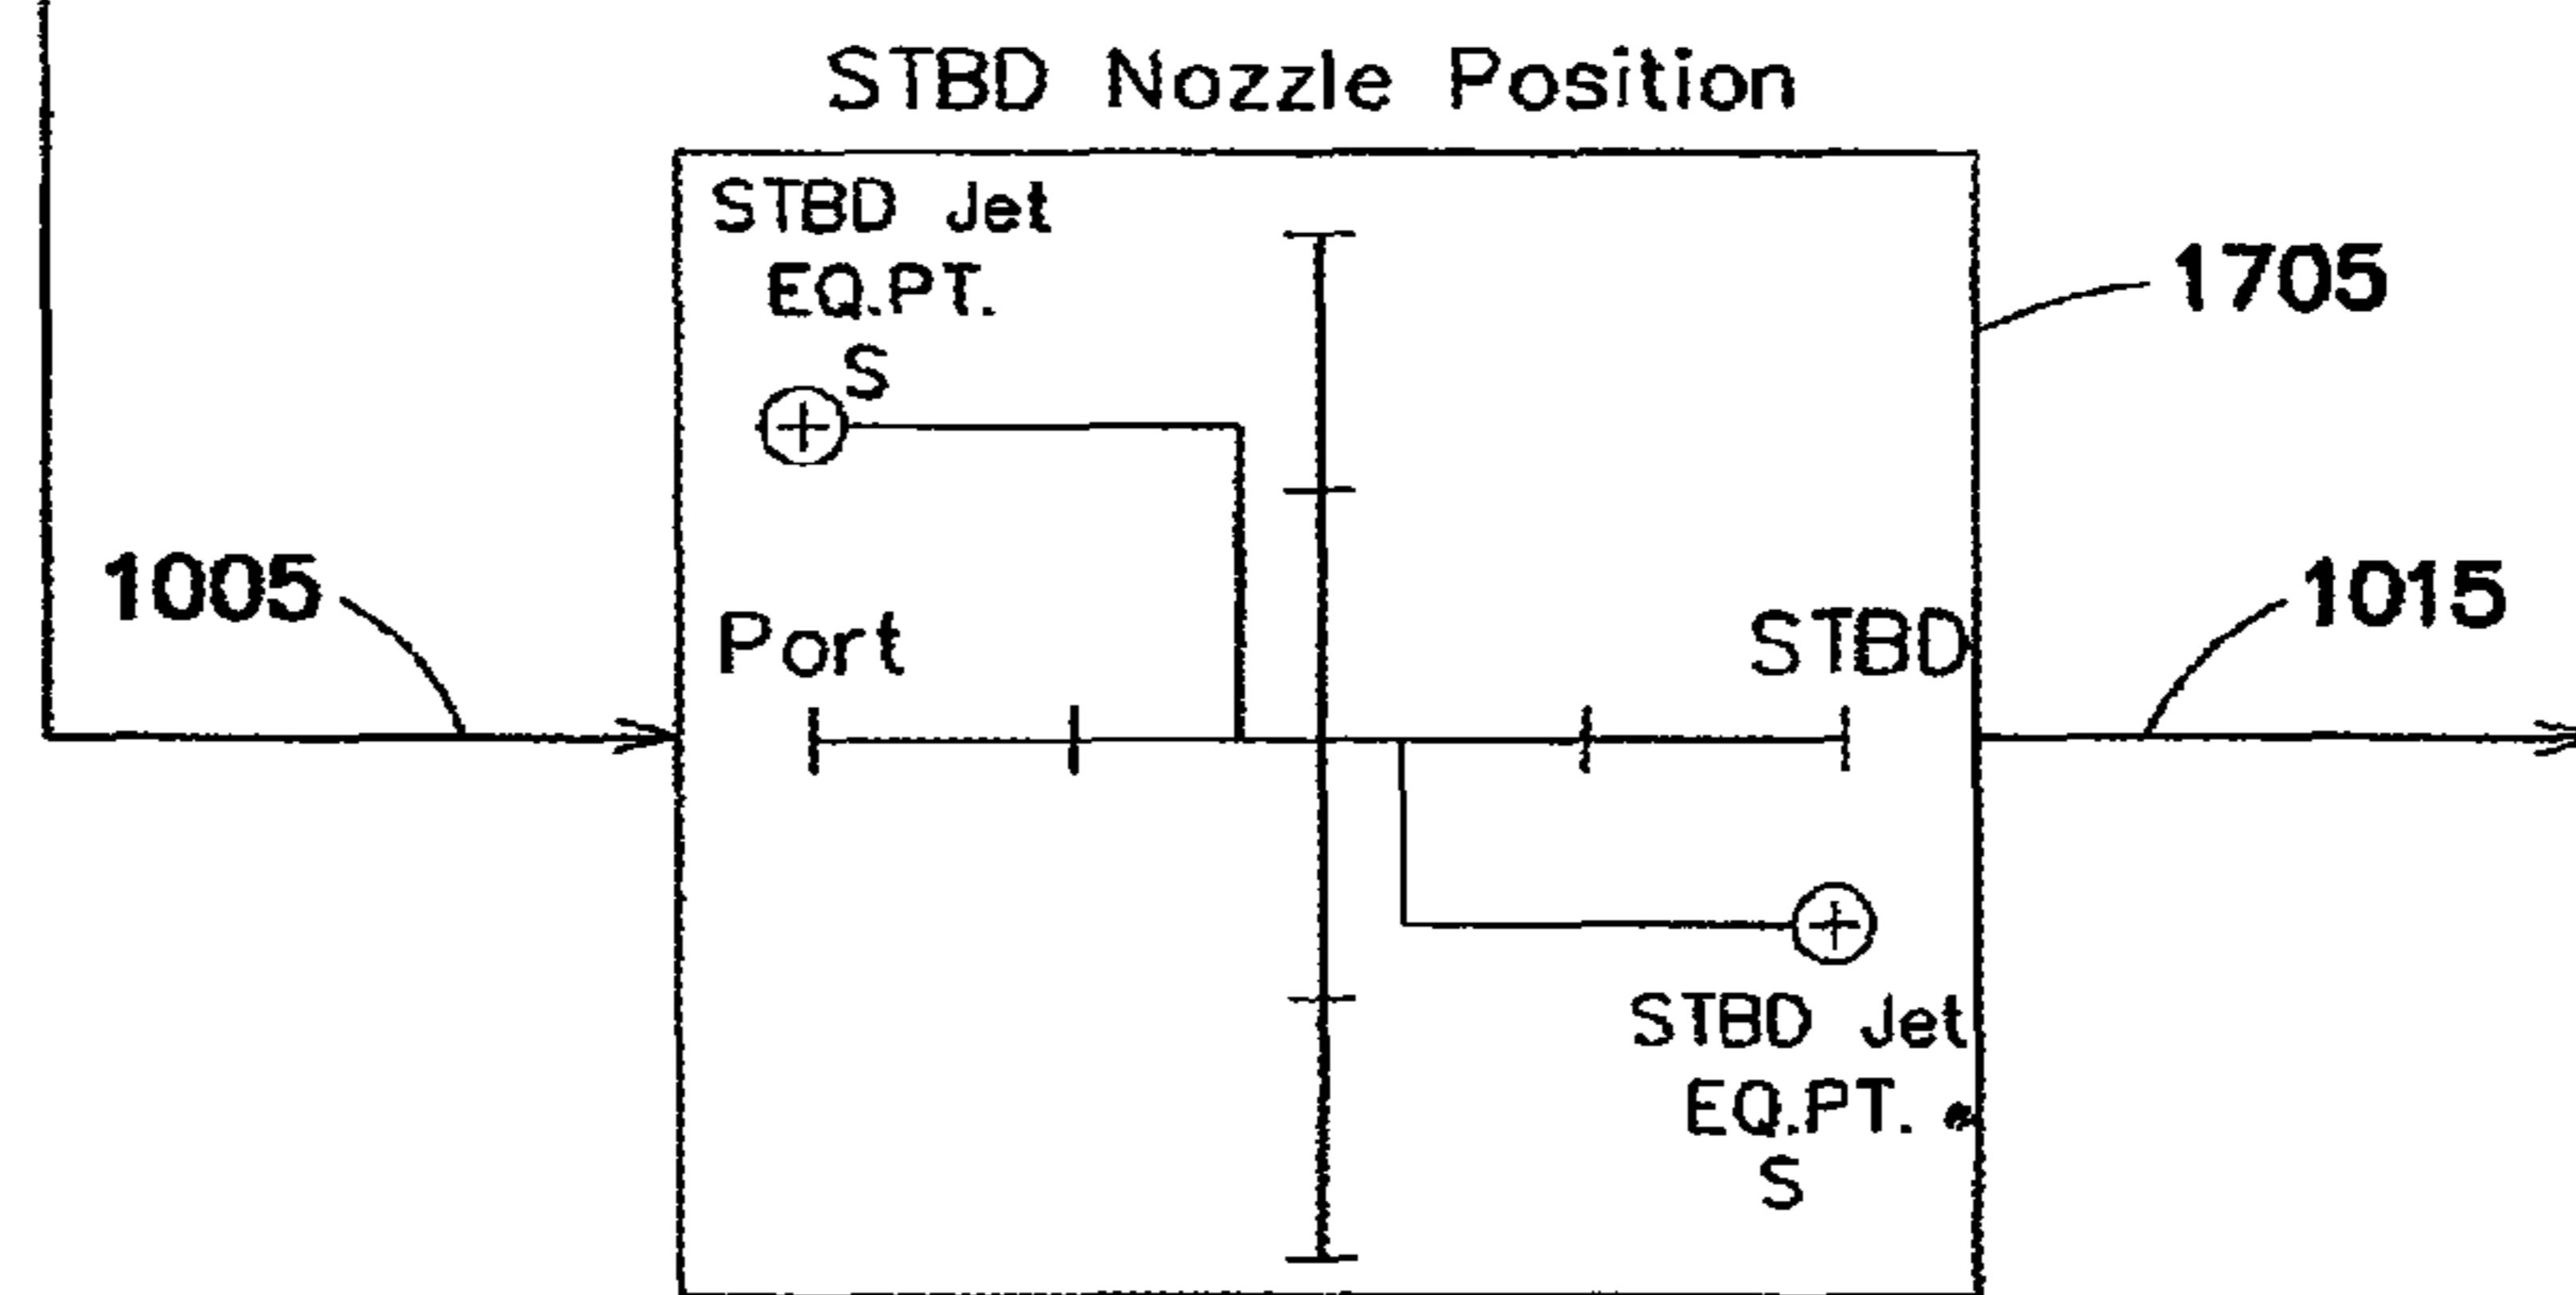 STBD Nozzle Position
STBD Jet
EQ.PT.
S
1705
1005
Port
STBD
1015
STBD Jet
EQ.PT.
S